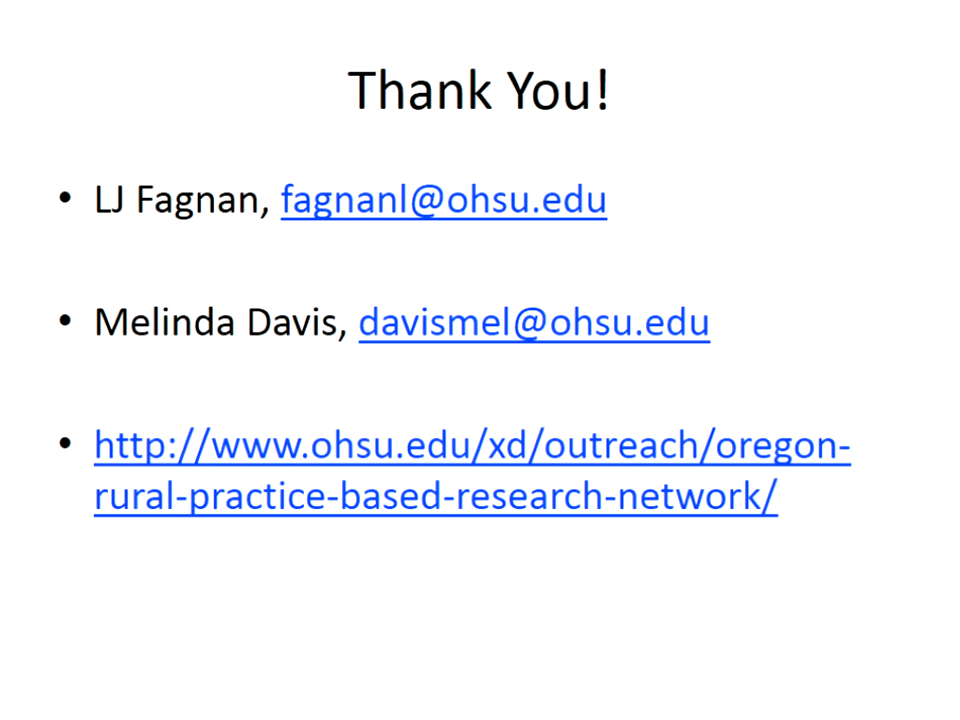 Thank You!
• LJ Fagnan, fagnanl@ohsu.edu
• Melinda Davis, davismel@ohsu.edu
• http://www.ohsu.edu/xd/outreach/oregon-
rural-practice-based-research-network/